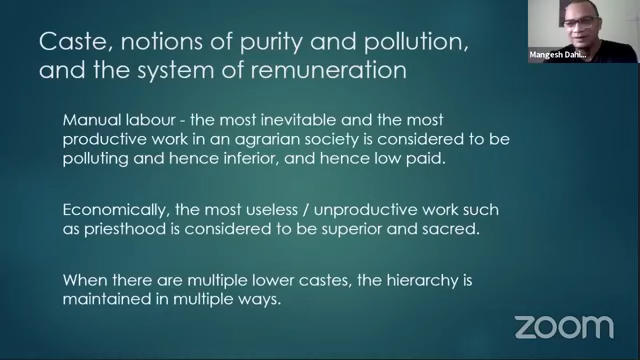 Caste, notions of purity and pollution,
and the system of remuneration
Mangesh Dahi...
Manual labour - the most inevitable and the most
productive work in an agrarian society is considered to be
polluting and hence inferior, and hence low paid.
Economically, the most useless / unproductive work such
as priesthood is considered to be superior and sacred.
When there are multiple lower castes, the hierarchy is
maintained in multiple ways.
zoom